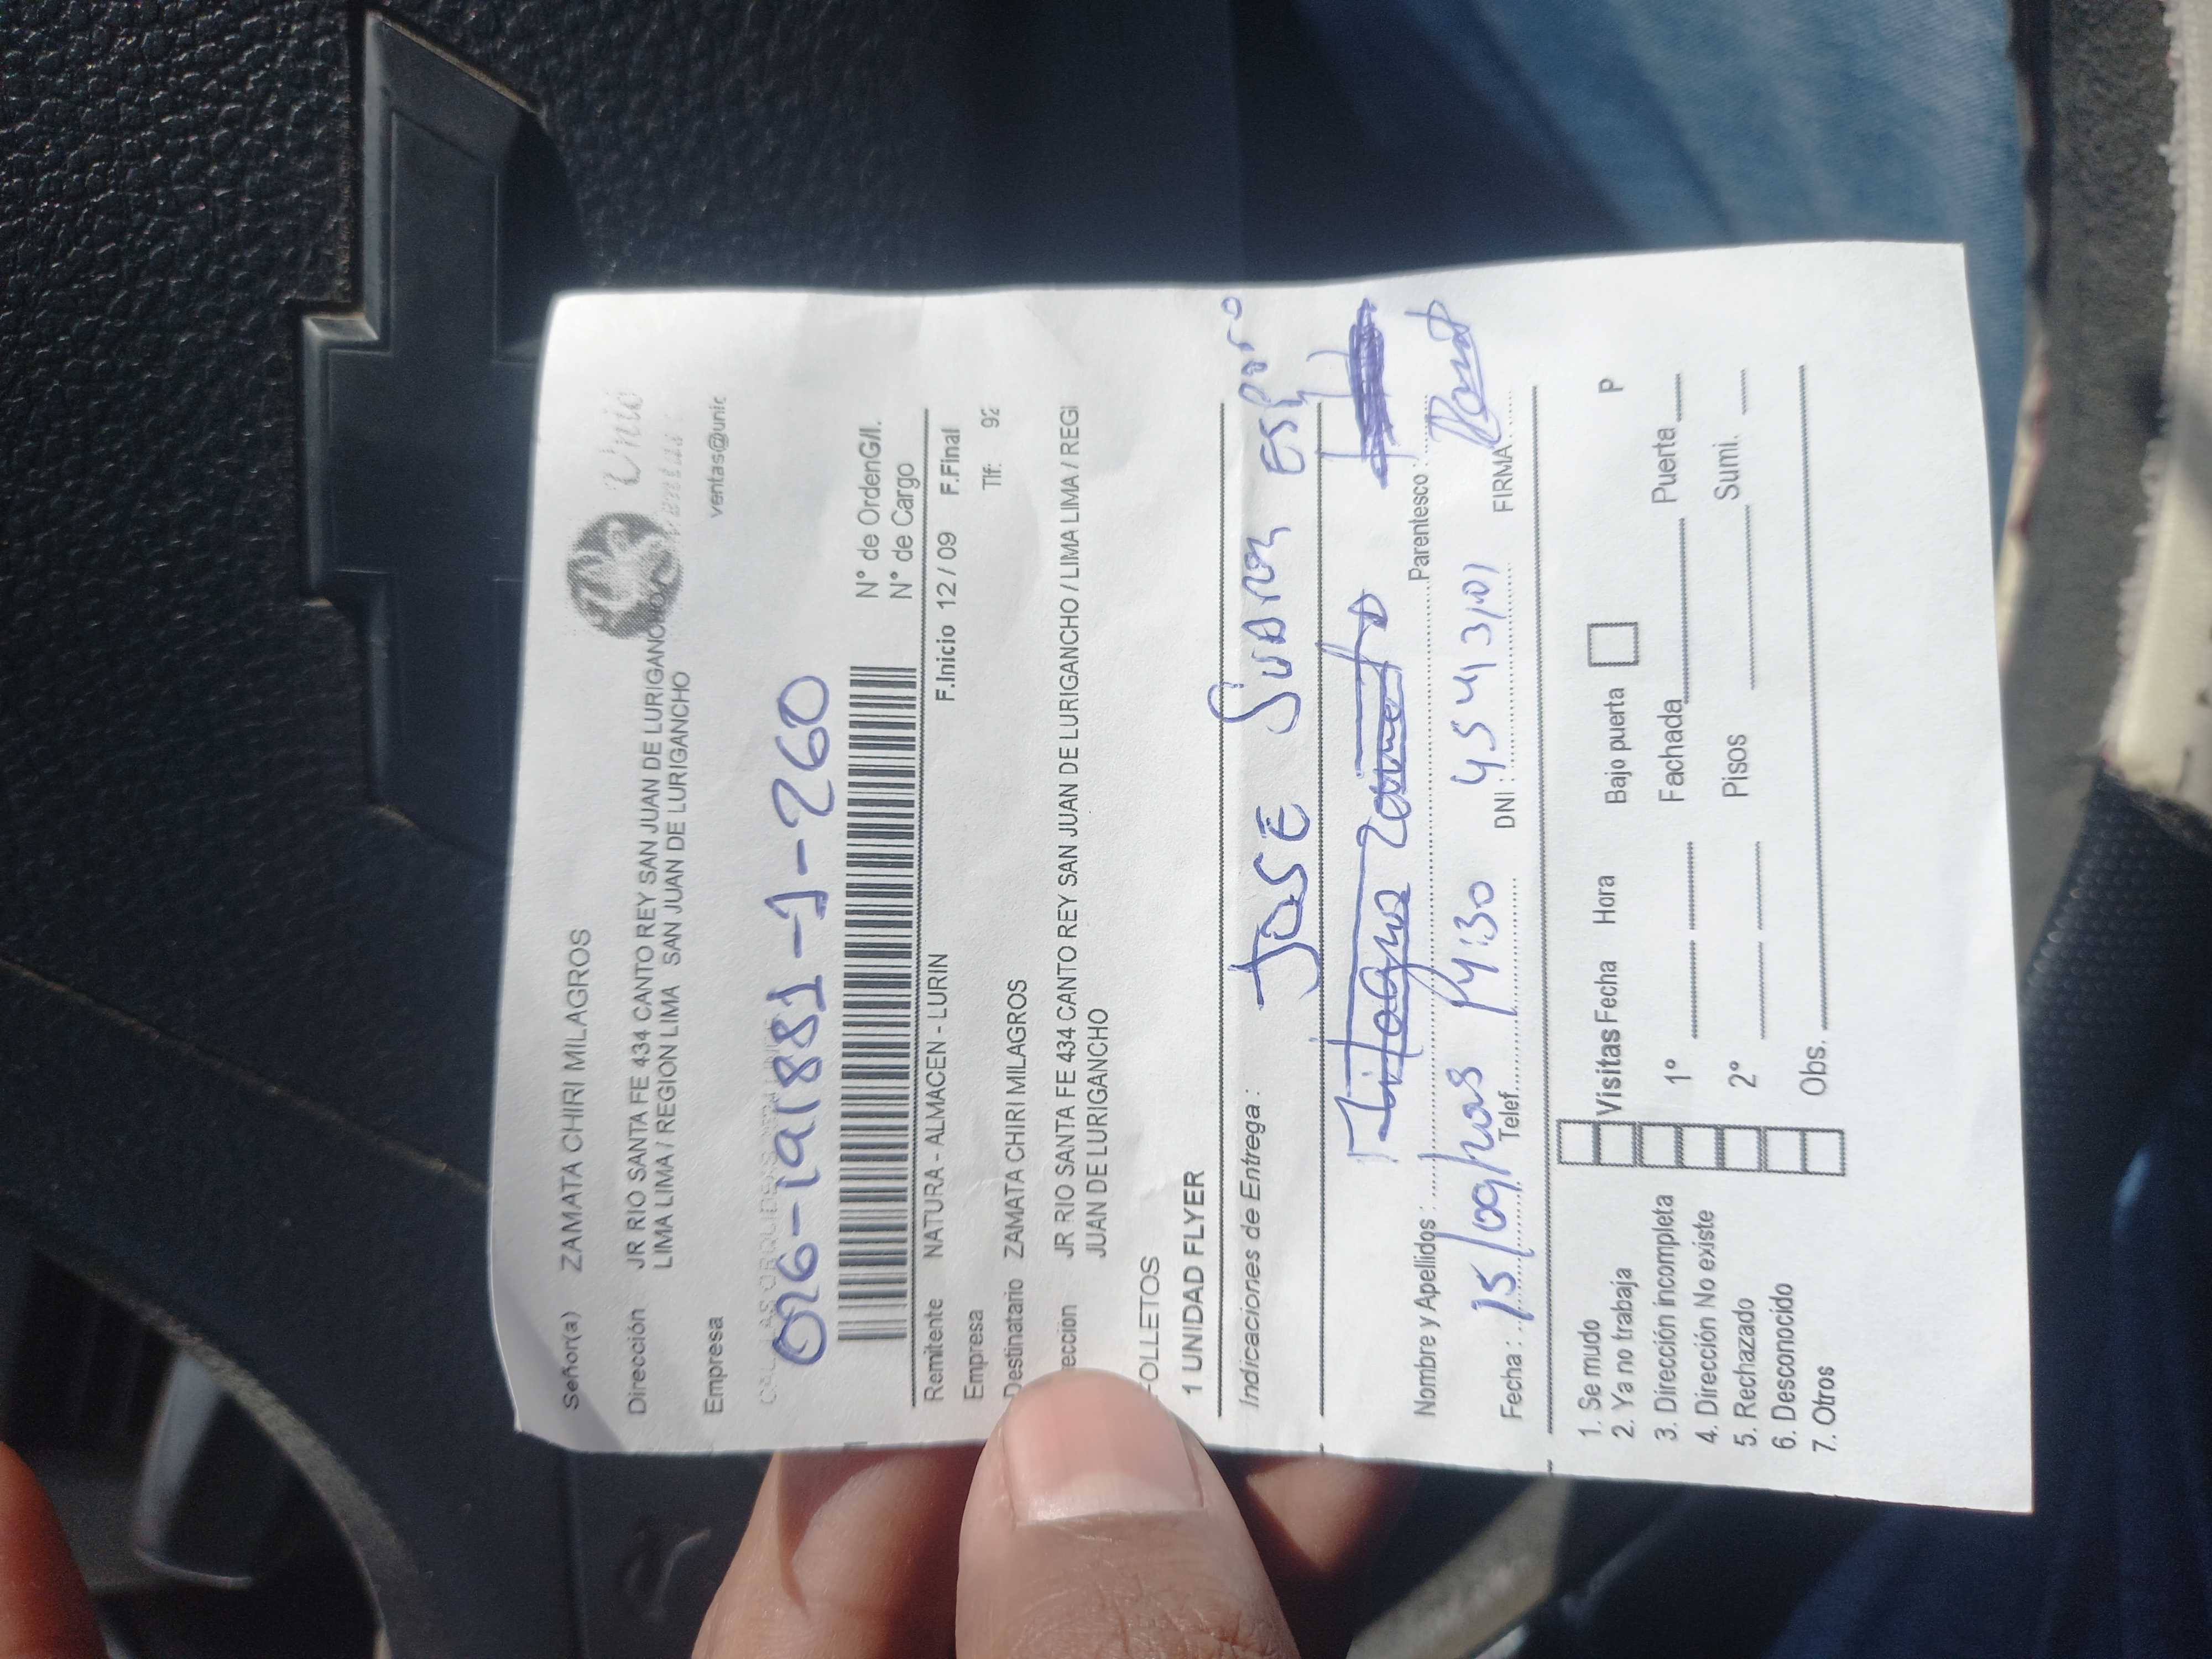 Señor(a) ZAMATA CHIRI MILAGROS
Dirección JR RIO SANTA FE 434 CANTO REY SAN JUAN DE LURIGANCHO
LIMA LIMA / REGION LIMA SAN JUAN DE LURIGANCHO
Empresa
ventas@unic
026-1a1881-1-260
N° de OrdenG/I.
N° de Cargo
Remitente NATURA - ALMACEN - LURIN F.Inicio 12 / 09 F.Final
Empresa Tlf: 92
Destinatario ZAMATA CHIRI MILAGROS
ección JR RIO SANTA FE 434 CANTO REY SAN JUAN DE LURIGANCHO / LIMA LIMA / REGI
JUAN DE LURIGANCHO
FOLLETOS
1 UNIDAD FLYER
Indicaciones de Entrega : JOSE
Nombre y Apellidos : Parentesco :
Fecha : 14:30
Telef. DNI : FIRMA
1. Se mudo
2. Ya no trabaja Visitas Fecha Hora Bajo puerta P
3. Dirección incompleta 1° Fachada Puerta
4. Dirección No existe
5. Rechazado 2° Pisos Sumi.
6. Desconocido
7. Otros Obs.